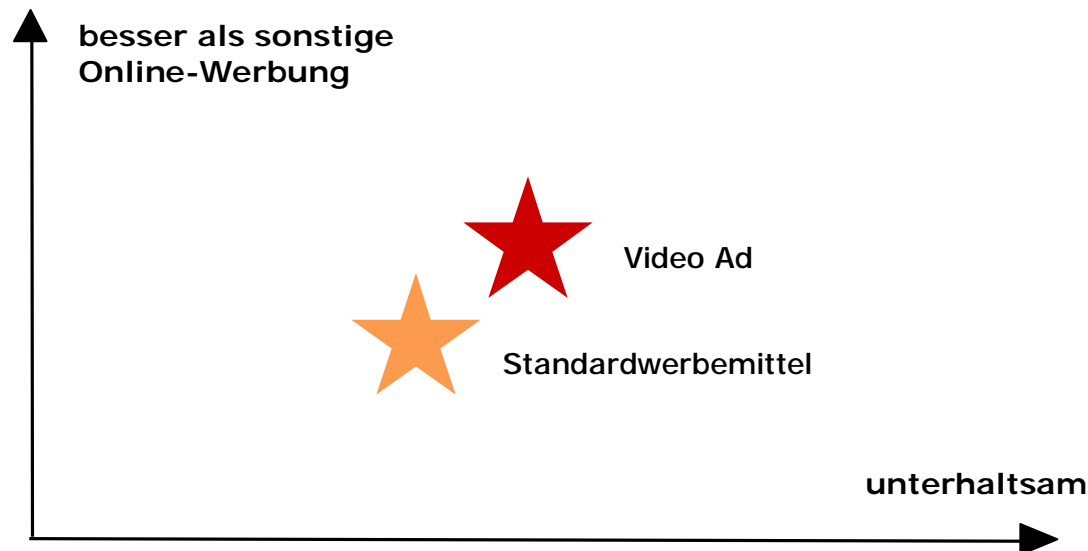 besser als sonstige
Online-Werbung
Video Ad
Standardwerbemittel
unterhaltsam